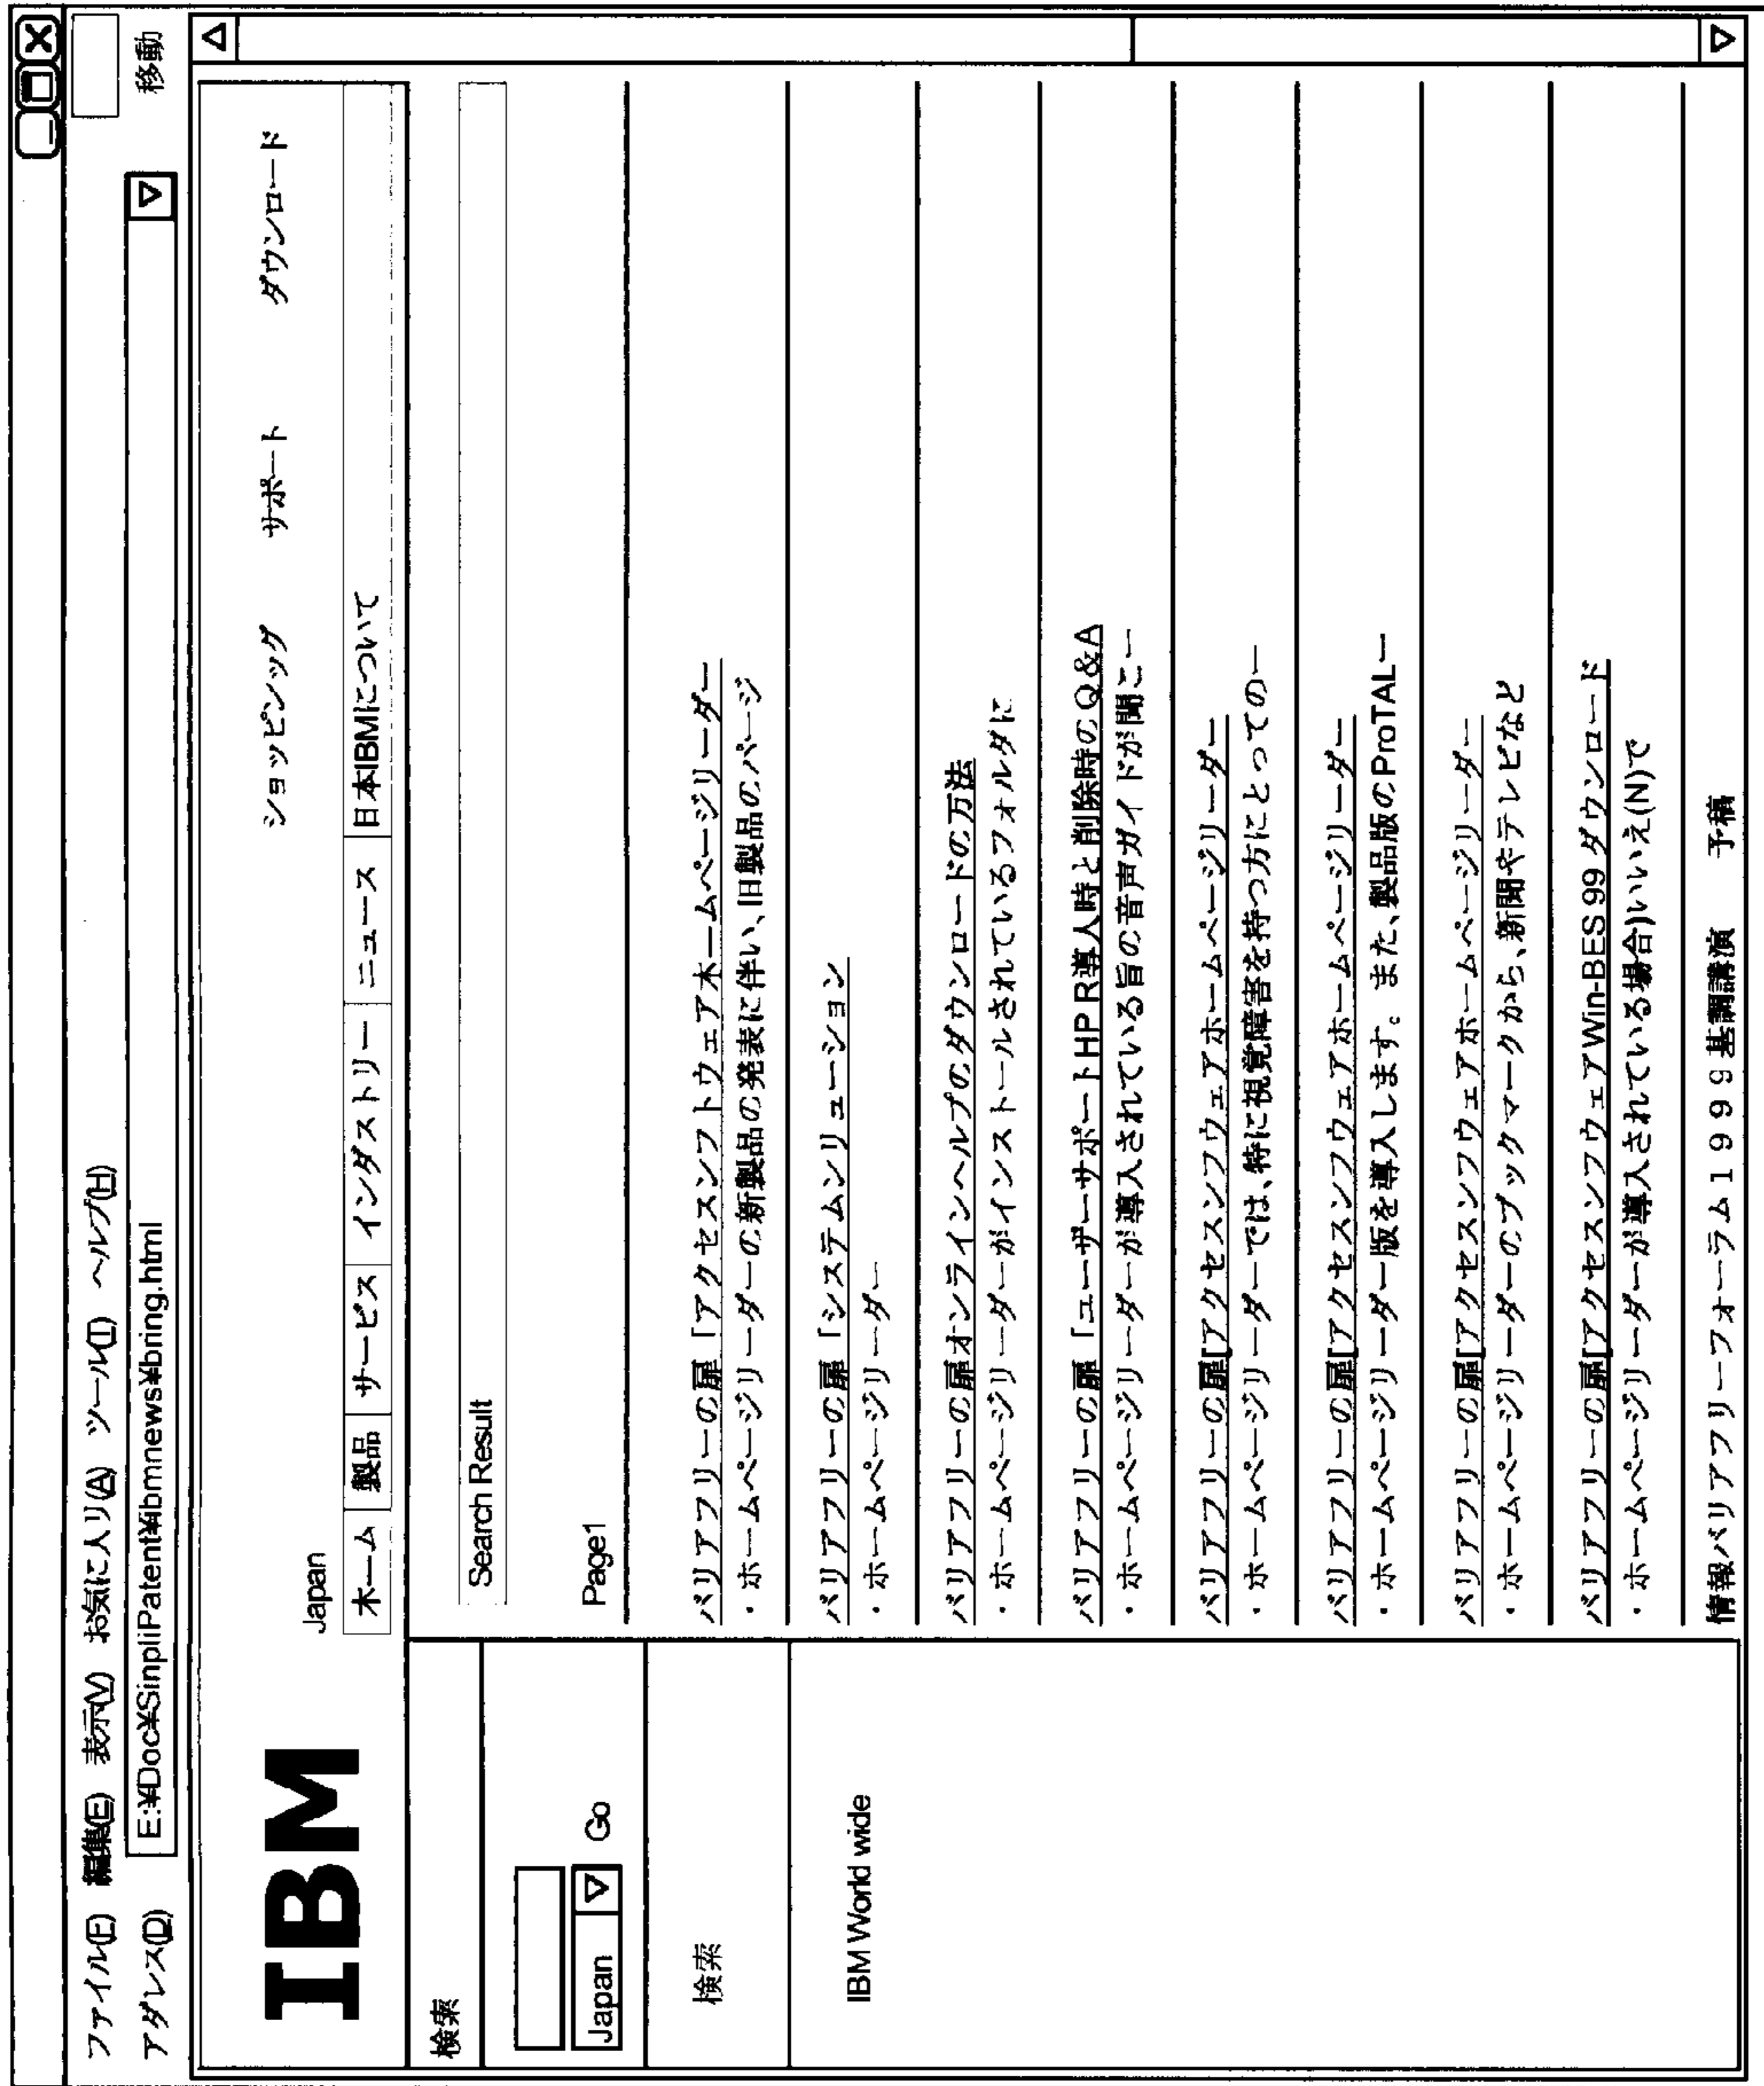 ファイル(F) 編集(E) 表示(V) お気に入リ(A) ツール(T) ヘルプ(H)
アダレス(D) E:¥Doc¥SinpliPatent¥ibmnews¥bring.html 移動
IBM
Japan
ショッピンッグ サポート ダウンロード
木ーム 製品 サービス インダストリー ニュース 日本IBMについて
検索
Japan Go
検索
IBM World wide
Search Result
Page1
バリアフリーの扉「アクセスンフトウェア木ームページリーダー
・ホームページリーダーの新製品の発表に伴い、旧製品のパージ
バリアフリーの扉「システムンリューション
・ホームページリーダー
バリアフリーの扉オンラインヘルプのダウンロードの万法
・ホームページリーダーがインストールされているフォルダに
バリアフリーの扉「ユーザーサポートHP R導人時と削除時のQ&A
・ホームページリーダーが導入されている旨の音声ガイドが聞こー
バリアフリーの扉[アクセスンフウェアホームページリーダー
・ホームページリーダーでは、特に視覚障害を持つ方にとってのー
バリアフリーの扉[アクセスンフウェアホームページリーダー
・ホームページリーダー版を導入します。また、製品版のProTALー
バリアフリーの扉[アクセスンフウェアホームページリーダー
・ホームページリーダーのブックマークから、新聞やテレビなど
バリアフリーの扉[アクセスンフウェアWin-BES 99 ダウンロード
・ホームページリーダーが導入されている場合)いいえ(N)で
情報バリアフリーフォーラム1999基調講演 予稿